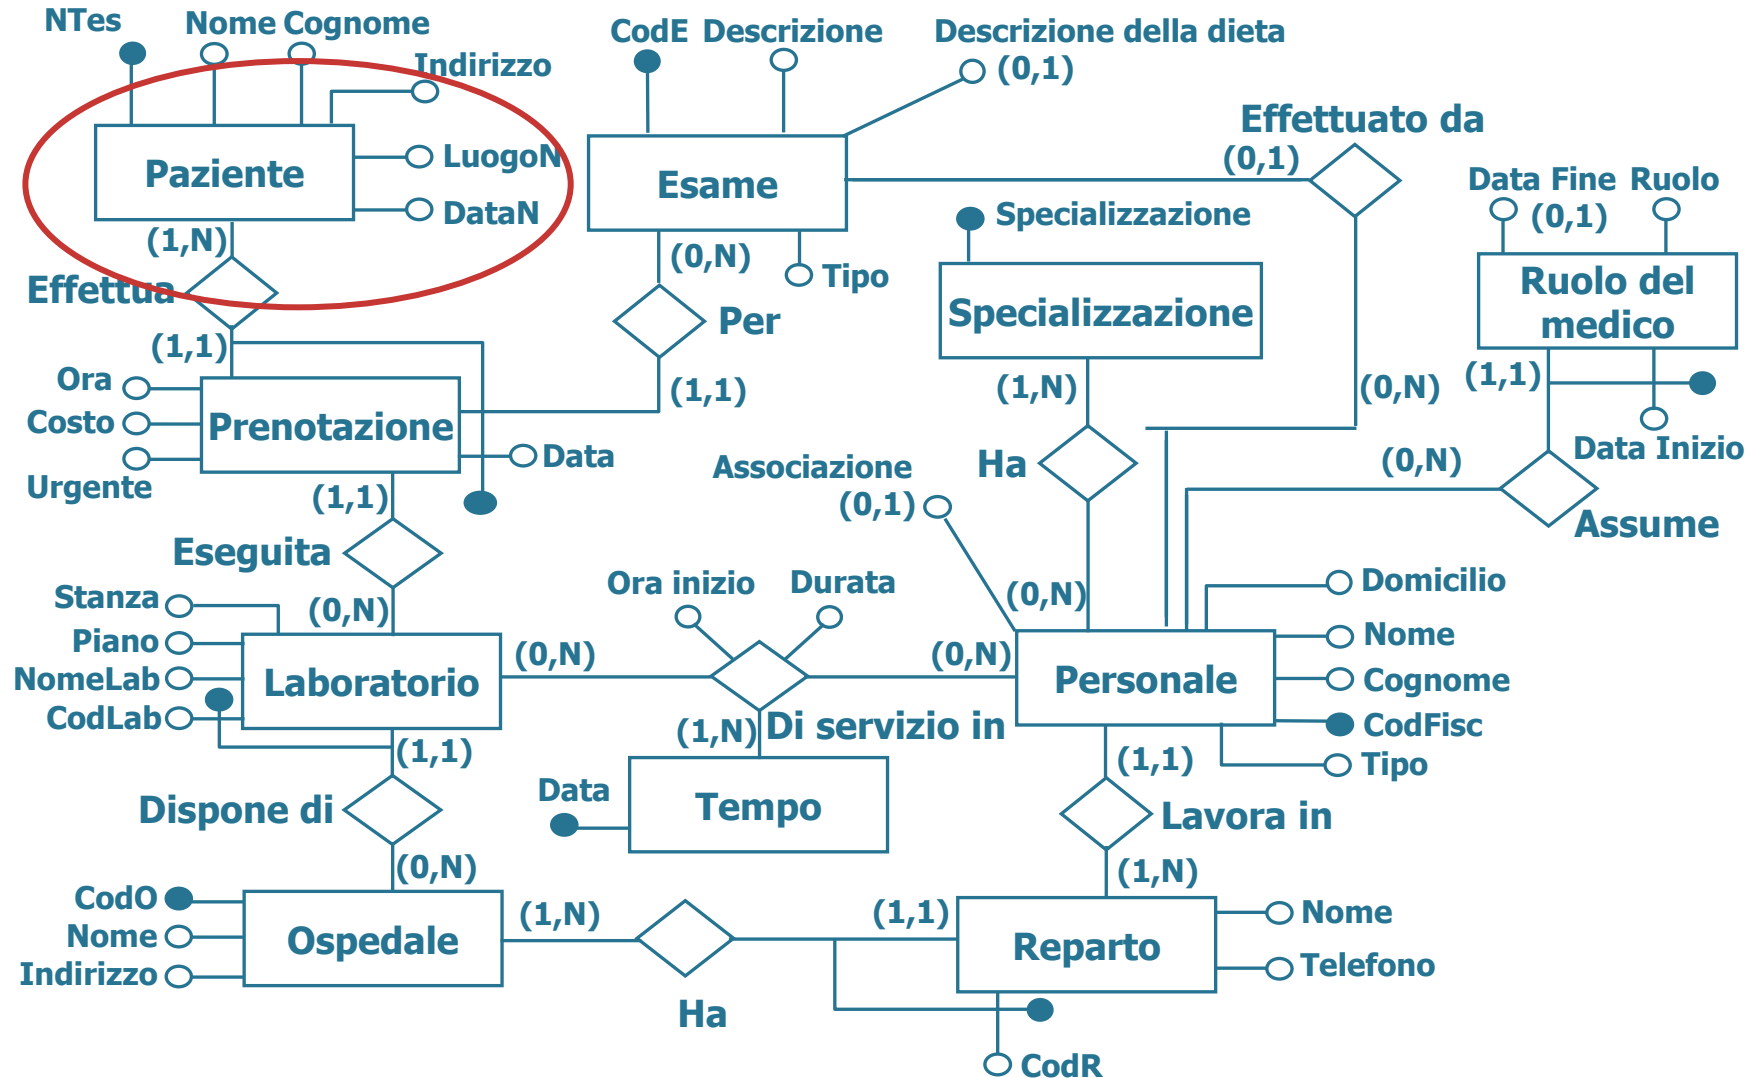 NTes
Nome Cognome
Indirizzo
Paziente
LuogoN
DataN
(1,N)
Effettua
(1,1)
CodE
Descrizione
Descrizione della dieta
(0,1)
Esame
(0,N)
Tipo
Per
(1,1)
Effettuato da
(0,1)
(0,N)
Specializzazione
Specializzazione
(1,N)
Ha
(0,N)
Data Fine
(0,1)
Ruolo
Ruolo del
medico
(1,1)
Data Inizio
(0,N)
Assume
Ora
Costo
Urgente
Prenotazione
Data
(1,1)
Eseguita
(0,N)
Stanza
Piano
NomeLab
CodLab
Laboratorio
(0,N)
Ora inizio
Durata
(0,N)
Di servizio in
(1,N)
Data
Tempo
Associazione
(0,1)
Personale
Domicilio
Nome
Cognome
CodFisc
Tipo
(1,1)
Lavora in
(1,N)
(1,1)
Dispone di
(0,N)
CodO
Nome
Indirizzo
Ospedale
(1,N)
Ha
(1,1)
Reparto
Nome
Telefono
CodR